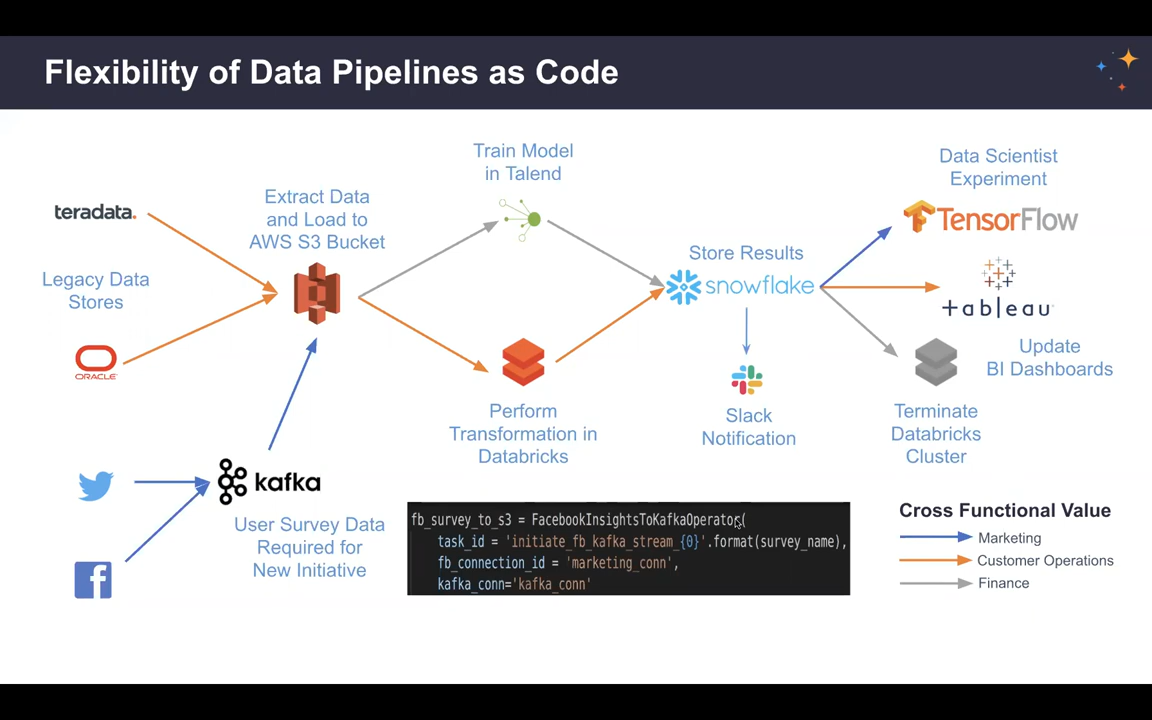 Flexibility of Data Pipelines as Code
Train Model
in Talend
Data Scientist
Experiment
Extract Data
and Load to
AWS S3 Bucket
teradata.
TensorFlow
Legacy Data
Stores
Store Results
snowflake
+ableau
ORACLE
Update
BI Dashboards
Perform
Transformation in
Databricks
Slack
Notification
Terminate
Databricks
Cluster
kafka
User Survey Data
Required for
New Initiative
fb_survey_to_s3 = FacebookInsightsToKafkaOperator(
task_id = 'initiate_fb_kafka_stream_{0}'.format(survey_name),
fb_connection_id = 'marketing_conn',
kafka_conn='kafka_conn'
Cross Functional Value
Marketing
Customer Operations
Finance